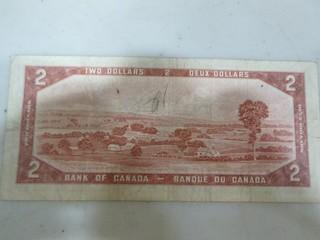 2 TWO DOLLARS 2 DEUX DOLLARS 2
2 BANK OF CANADA — BANQUE DU CANADA 2